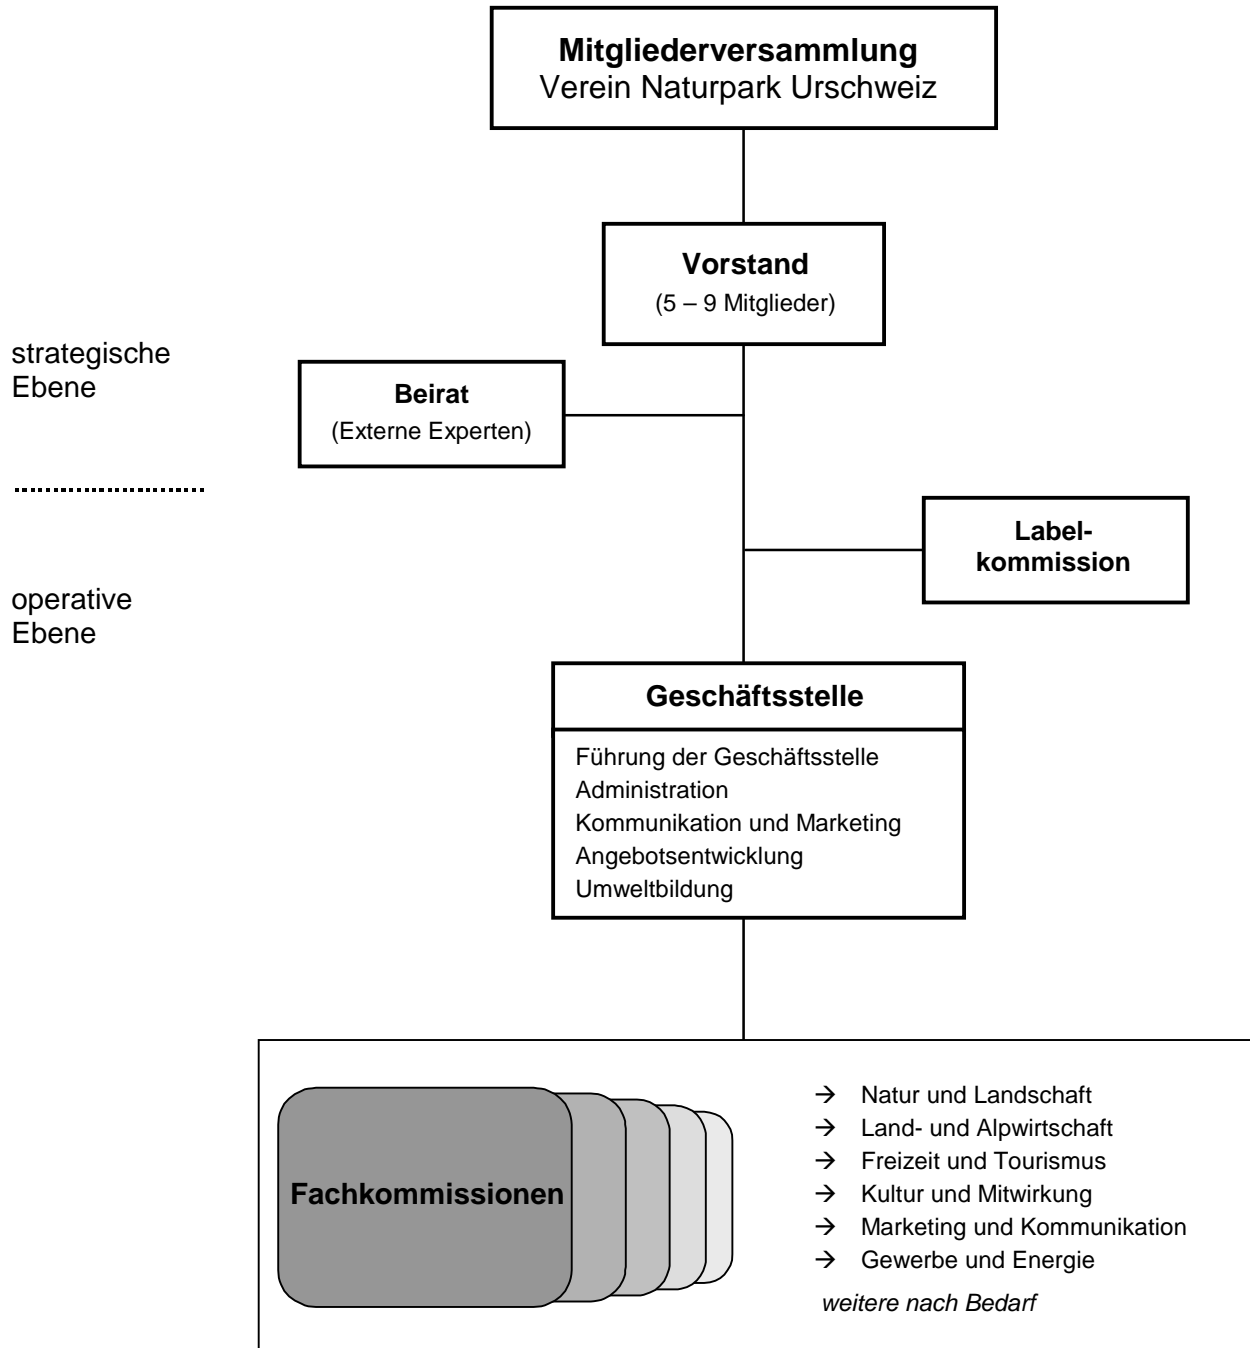 Mitgliederversammlung
Verein Naturpark Urschweiz
Vorstand
(5 – 9 Mitglieder)
strategische
Ebene
Beirat
(Externe Experten)
Label-
kommission
operative
Ebene
Geschäftsstelle
Führung der Geschäftsstelle
Administration
Kommunikation und Marketing
Angebotsentwicklung
Umweltbildung
Fachkommissionen
→ Natur und Landschaft
→ Land- und Alpwirtschaft
→ Freizeit und Tourismus
→ Kultur und Mitwirkung
→ Marketing und Kommunikation
→ Gewerbe und Energie
weitere nach Bedarf